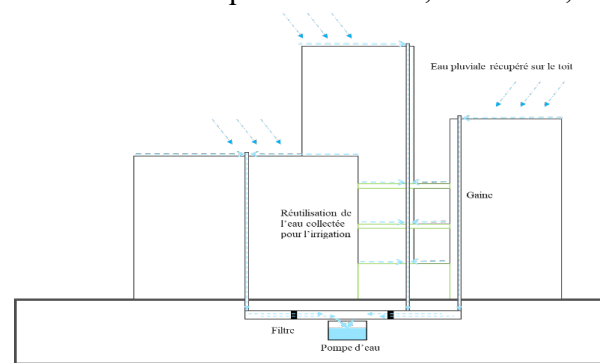 Eau pluviale récupéré sur le toit
Gaine
Réutilisation de
l'eau collectée
pour l'irrigation
Filtre
Pompe d'eau